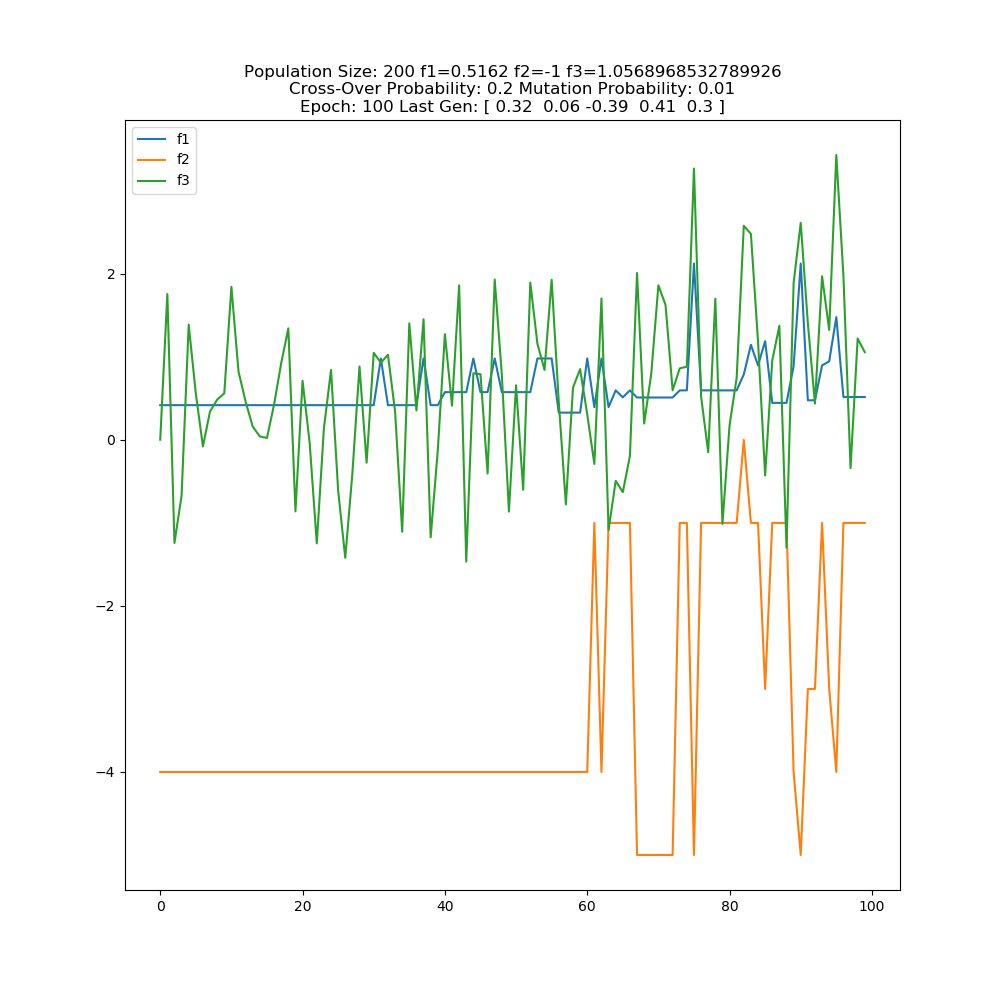 Population Size: 200 f1=0.5162 f2=-1 f3=1.0568968532789926
Cross-Over Probability: 0.2 Mutation Probability: 0.01
Epoch: 100 Last Gen: [ 0.32  0.06 -0.39  0.41  0.3 ]
f1
f2
f3
2
0
−2
−4
0 20 40 60 80 100